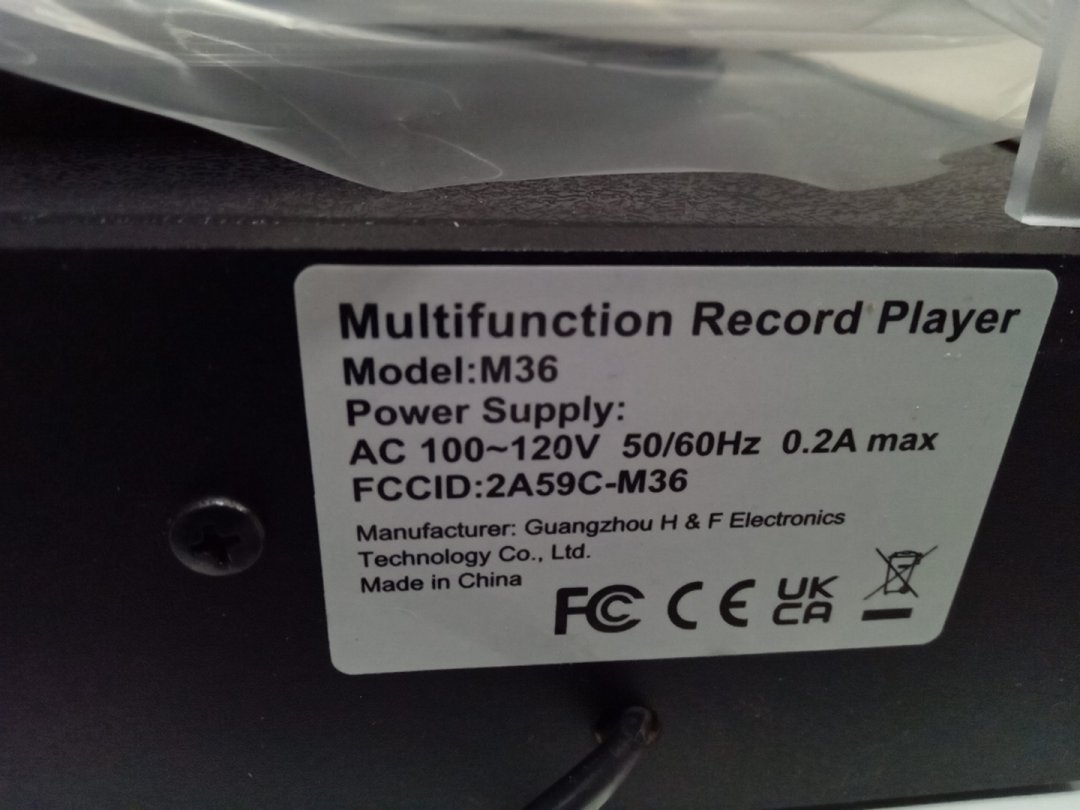 Multifunction Record Player
Model:M36
Power Supply:
AC 100~120V 50/60Hz 0.2A max
FCCID:2A59C-M36
Manufacturer: Guangzhou H & F Electronics
Technology Co., Ltd.
Made in China
FC CE UK
CA